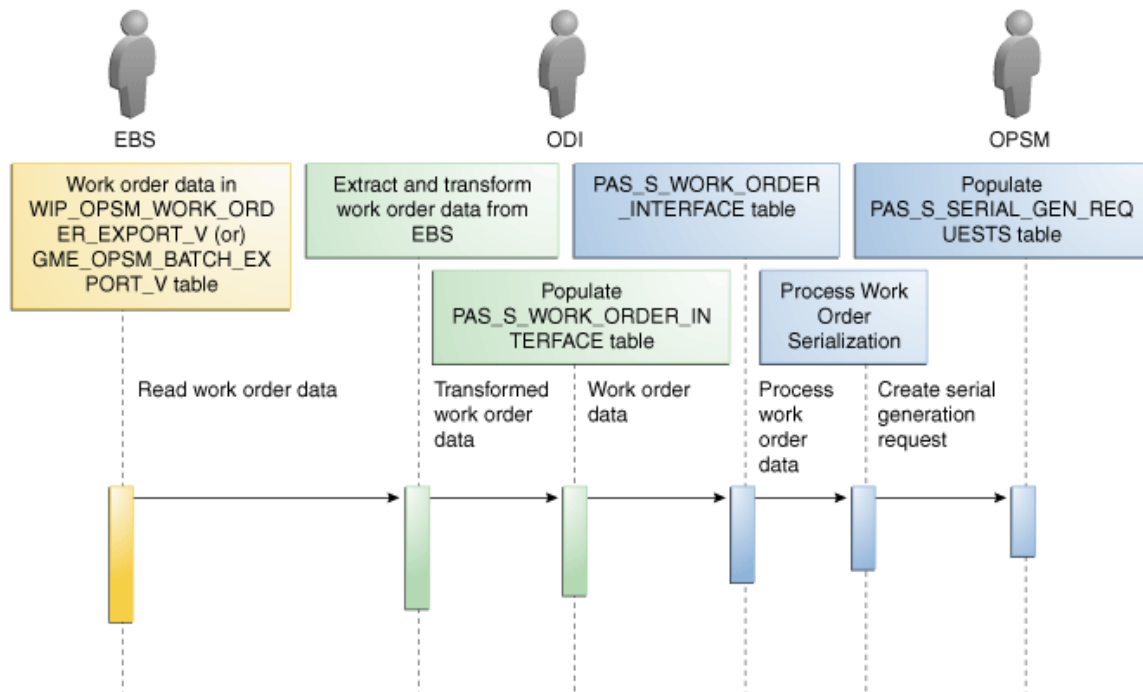 EBS
ODI
OPSM
Work order data in
WIP_OPSM_WORK_ORD
ER_EXPORT_V (or)
GME_OPSM_BATCH_EX
PORT_V table
Extract and transform
work order data from
EBS
PAS_S_WORK_ORDER
_INTERFACE table
Populate
PAS_S_SERIAL_GEN_REQ
UESTS table
Populate
PAS_S_WORK_ORDER_IN
TERFACE table
Process Work
Order
Serialization
Read work order data
Transformed
work order
data
Work order
data
Process
work
order
data
Create serial
generation
request